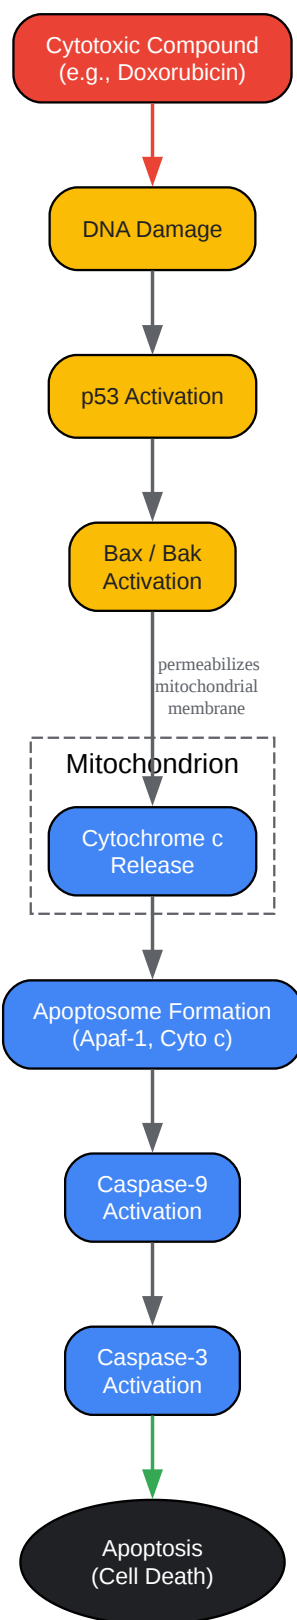 Cytotoxic Compound
(e.g., Doxorubicin)
DNA Damage
p53 Activation
Bax / Bak
Activation
permeabilizes
mitochondrial
membrane
Mitochondrion
Cytochrome c
Release
Apoptosome Formation
(Apaf-1, Cyto c)
Caspase-9
Activation
Caspase-3
Activation
Apoptosis
(Cell Death)